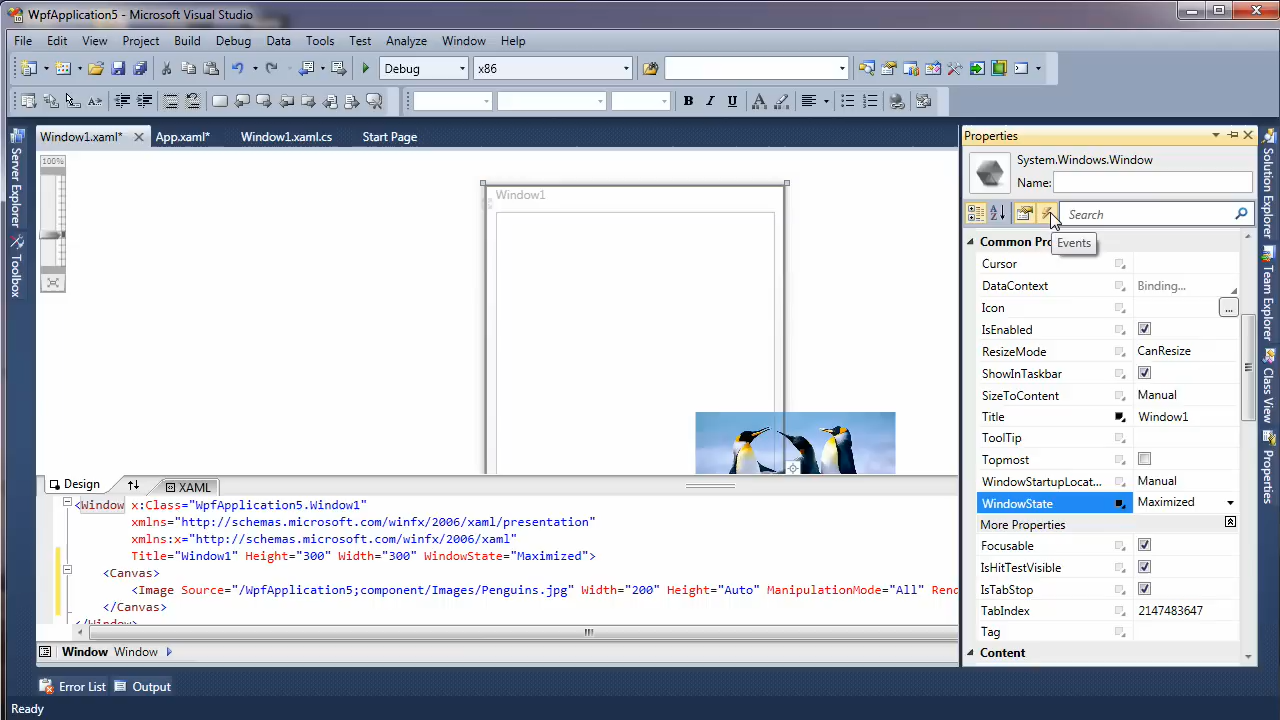 WpfApplication5 - Microsoft Visual Studio
File Edit View Project Build Debug Data Tools Test Analyze Window Help
Debug x86
B I U
Window1.xaml* App.xaml* Window1.xaml.cs Start Page
Server Explorer
Toolbox
100%
Window1
Design XAML
<Window x:Class="WpfApplication5.Window1"
xmlns="http://schemas.microsoft.com/winfx/2006/xaml/presentation"
xmlns:x="http://schemas.microsoft.com/winfx/2006/xaml"
Title="Window1" Height="300" Width="300" WindowState="Maximized">
<Canvas>
<Image Source="/WpfApplication5;component/Images/Penguins.jpg" Width="200" Height="Auto" ManipulationMode="All" Rend
</Canvas>
</Window>
Window Window
Properties
System.Windows.Window
Name:
Search
Events
Common Pro
Cursor
DataContext Binding...
Icon ...
IsEnabled
ResizeMode CanResize
ShowInTaskbar
SizeToContent Manual
Title Window1
ToolTip
Topmost
WindowStartupLocat... Manual
WindowState Maximized
More Properties
Focusable
IsHitTestVisible
IsTabStop
TabIndex 2147483647
Tag
Content
Solution Explorer
Team Explorer
Class View
Properties
Error List Output
Ready